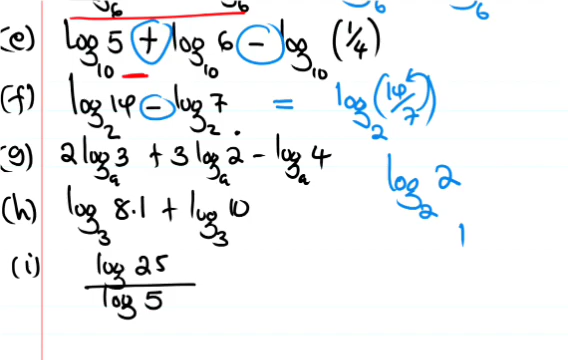 (e) log₁₀ 5 + log₁₀ 6 − log₁₀ (1/4)
(f) log₂ 14 − log₂ 7 = log₂ (14/7)
(g) 2 logₐ 3 + 3 logₐ 2 − logₐ 4
log₂ 2
(h) log₃ 8.1 + log₃ 10
1
(i) log 25 / log 5